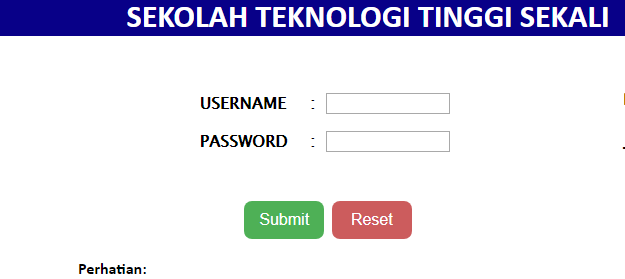 SEKOLAH TEKNOLOGI TINGGI SEKALI
USERNAME :
PASSWORD :
Submit Reset
Perhatian: